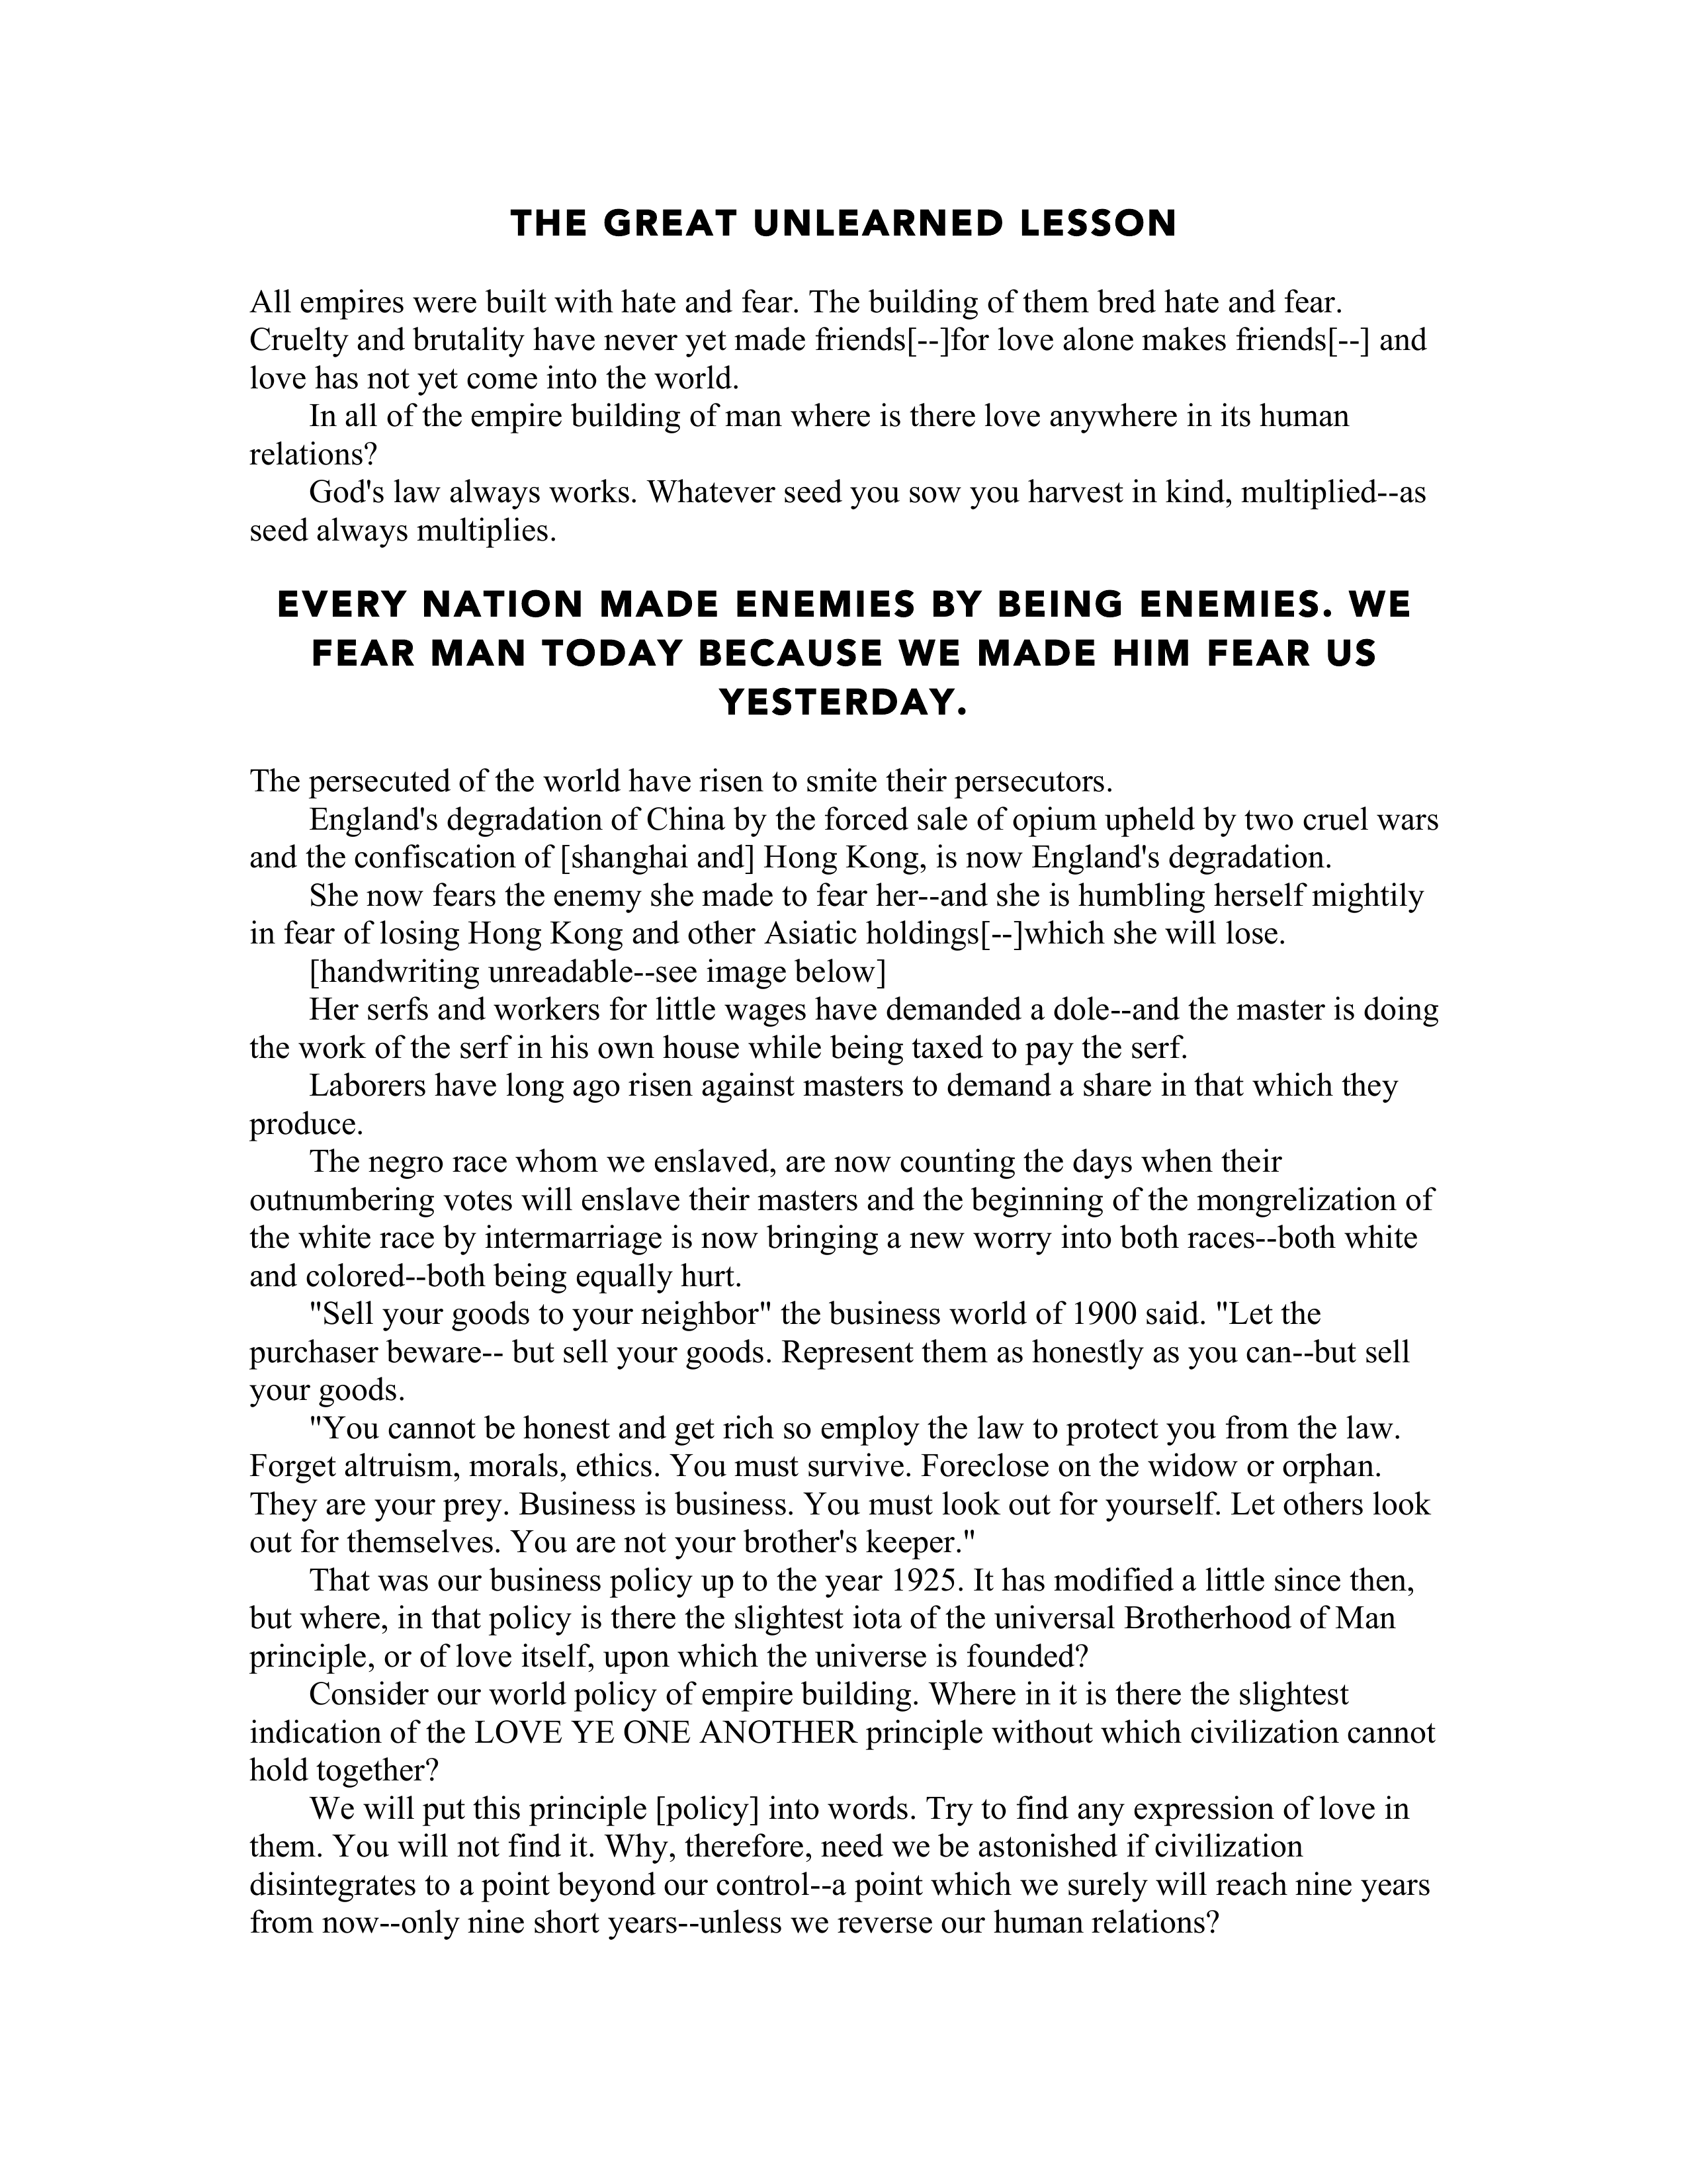 THE GREAT UNLEARNED LESSON
All empires were built with hate and fear. The building of them bred hate and fear.
Cruelty and brutality have never yet made friends[--]for love alone makes friends[--] and
love has not yet come into the world.
In all of the empire building of man where is there love anywhere in its human
relations?
God's law always works. Whatever seed you sow you harvest in kind, multiplied--as
seed always multiplies.
EVERY NATION MADE ENEMIES BY BEING ENEMIES. WE
FEAR MAN TODAY BECAUSE WE MADE HIM FEAR US
YESTERDAY.
The persecuted of the world have risen to smite their persecutors.
England's degradation of China by the forced sale of opium upheld by two cruel wars
and the confiscation of [shanghai and] Hong Kong, is now England's degradation.
She now fears the enemy she made to fear her--and she is humbling herself mightily
in fear of losing Hong Kong and other Asiatic holdings[--]which she will lose.
[handwriting unreadable--see image below]
Her serfs and workers for little wages have demanded a dole--and the master is doing
the work of the serf in his own house while being taxed to pay the serf.
Laborers have long ago risen against masters to demand a share in that which they
produce.
The negro race whom we enslaved, are now counting the days when their
outnumbering votes will enslave their masters and the beginning of the mongrelization of
the white race by intermarriage is now bringing a new worry into both races--both white
and colored--both being equally hurt.
"Sell your goods to your neighbor" the business world of 1900 said. "Let the
purchaser beware-- but sell your goods. Represent them as honestly as you can--but sell
your goods.
"You cannot be honest and get rich so employ the law to protect you from the law.
Forget altruism, morals, ethics. You must survive. Foreclose on the widow or orphan.
They are your prey. Business is business. You must look out for yourself. Let others look
out for themselves. You are not your brother's keeper."
That was our business policy up to the year 1925. It has modified a little since then,
but where, in that policy is there the slightest iota of the universal Brotherhood of Man
principle, or of love itself, upon which the universe is founded?
Consider our world policy of empire building. Where in it is there the slightest
indication of the LOVE YE ONE ANOTHER principle without which civilization cannot
hold together?
We will put this principle [policy] into words. Try to find any expression of love in
them. You will not find it. Why, therefore, need we be astonished if civilization
disintegrates to a point beyond our control--a point which we surely will reach nine years
from now--only nine short years--unless we reverse our human relations?